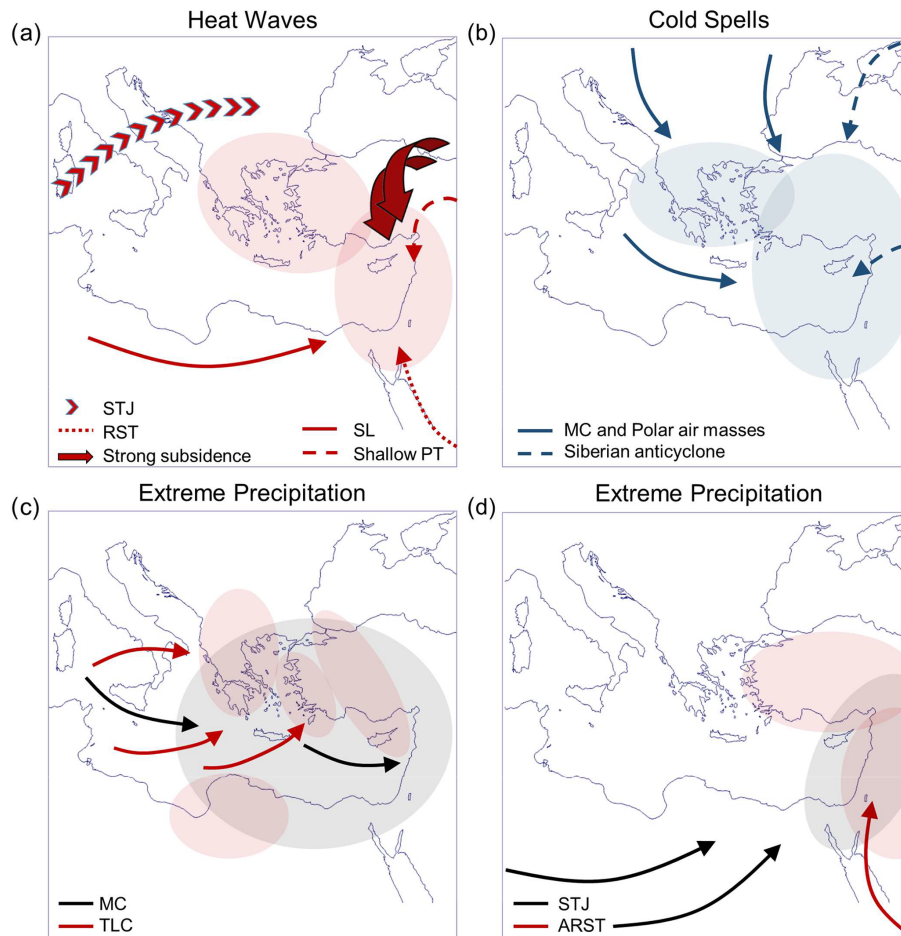 Heat Waves
(a)
STJ
RST
Strong subsidence
SL
Shallow PT
Cold Spells
(b)
MC and Polar air masses
Siberian anticyclone
Extreme Precipitation
(c)
MC
TLC
Extreme Precipitation
(d)
STJ
ARST